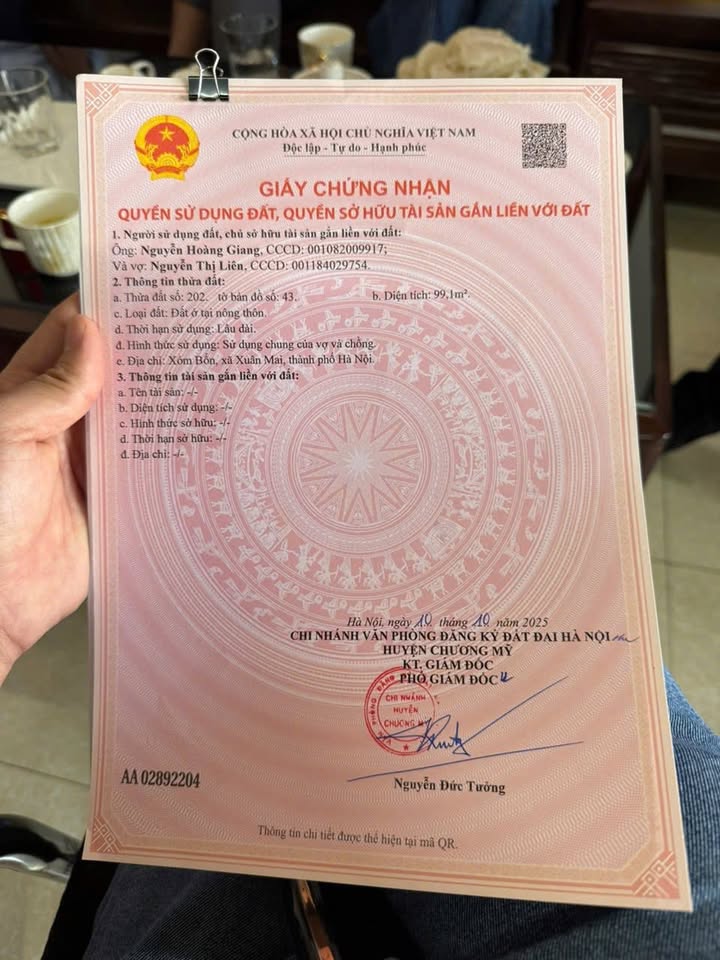 CỘNG HÒA XÃ HỘI CHỦ NGHĨA VIỆT NAM
Độc lập - Tự do - Hạnh phúc
GIẤY CHỨNG NHẬN
QUYỀN SỬ DỤNG ĐẤT, QUYỀN SỞ HỮU TÀI SẢN GẮN LIỀN VỚI ĐẤT
1. Người sử dụng đất, chủ sở hữu tài sản gắn liền với đất:
Ông: Nguyễn Hoàng Giang, CCCD: 001082009917;
Và vợ: Nguyễn Thị Liên, CCCD: 001184029754.
2. Thông tin thửa đất:
a. Thửa đất số: 202. tờ bản đồ số: 43. b. Diện tích: 99,1m².
c. Loại đất: Đất ở tại nông thôn.
d. Thời hạn sử dụng: Lâu dài.
đ. Hình thức sử dụng: Sử dụng chung của vợ và chồng.
e. Địa chỉ: Xóm Bốn, xã Xuân Mai, thành phố Hà Nội.
3. Thông tin tài sản gắn liền với đất:
a. Tên tài sản: -/-
b. Diện tích sử dụng: -/-
c. Hình thức sở hữu: -/-
d. Thời hạn sở hữu: -/-
đ. Địa chỉ: -/-
Hà Nội, ngày 10 tháng 10 năm 2025
CHI NHÁNH VĂN PHÒNG ĐĂNG KÝ ĐẤT ĐAI HÀ NỘI
HUYỆN CHƯƠNG MỸ
KT. GIÁM ĐỐC
PHÓ GIÁM ĐỐC
CHI NHÁNH
HUYỆN
CHƯƠNG MỸ
Nguyễn Đức Tưởng
AA 02892204
Thông tin chi tiết được thể hiện tại mã QR.